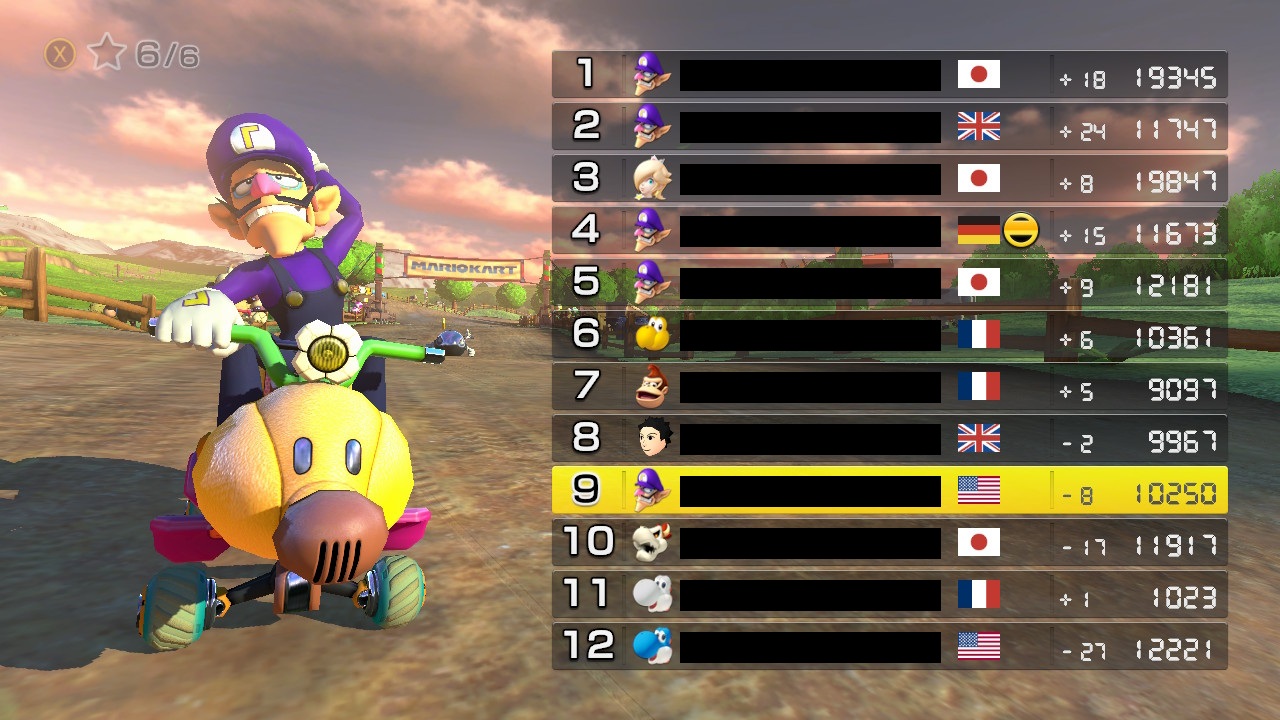 X 6/6
MARIOKART
1 + 18 19345
2 + 24 11747
3 + 8 19847
4 + 15 11673
5 + 9 12181
6 + 6 10361
7 + 5 9097
8 - 2 9967
9 - 8 10250
10 - 17 11917
11 + 1 1023
12 - 27 12221